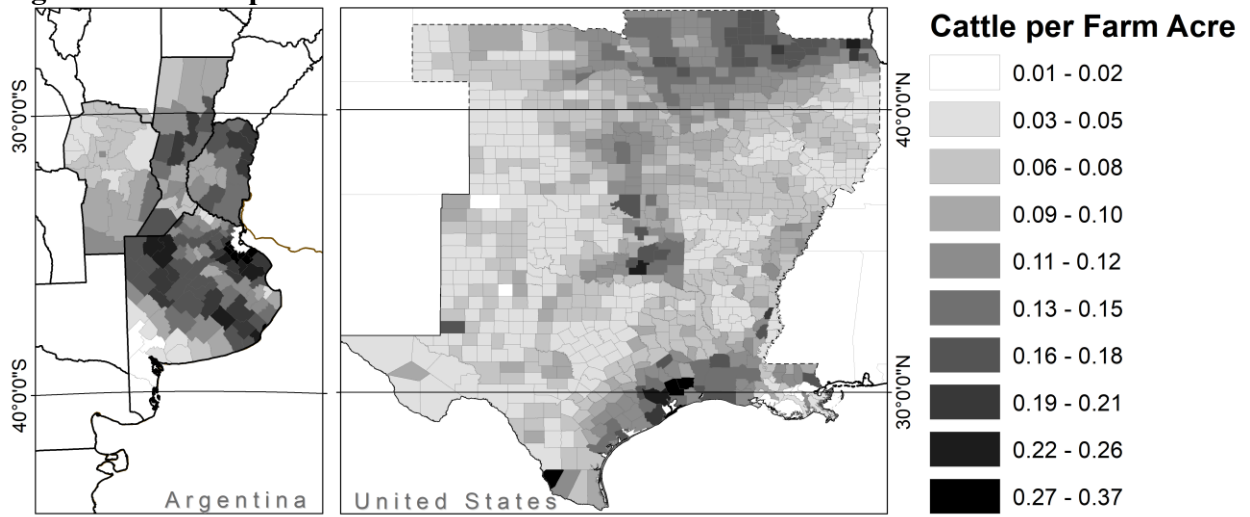 30°0'0"S
40°0'0"S
Argentina
40°0'0"N
30°0'0"N
United States
Cattle per Farm Acre
0.01 - 0.02
0.03 - 0.05
0.06 - 0.08
0.09 - 0.10
0.11 - 0.12
0.13 - 0.15
0.16 - 0.18
0.19 - 0.21
0.22 - 0.26
0.27 - 0.37